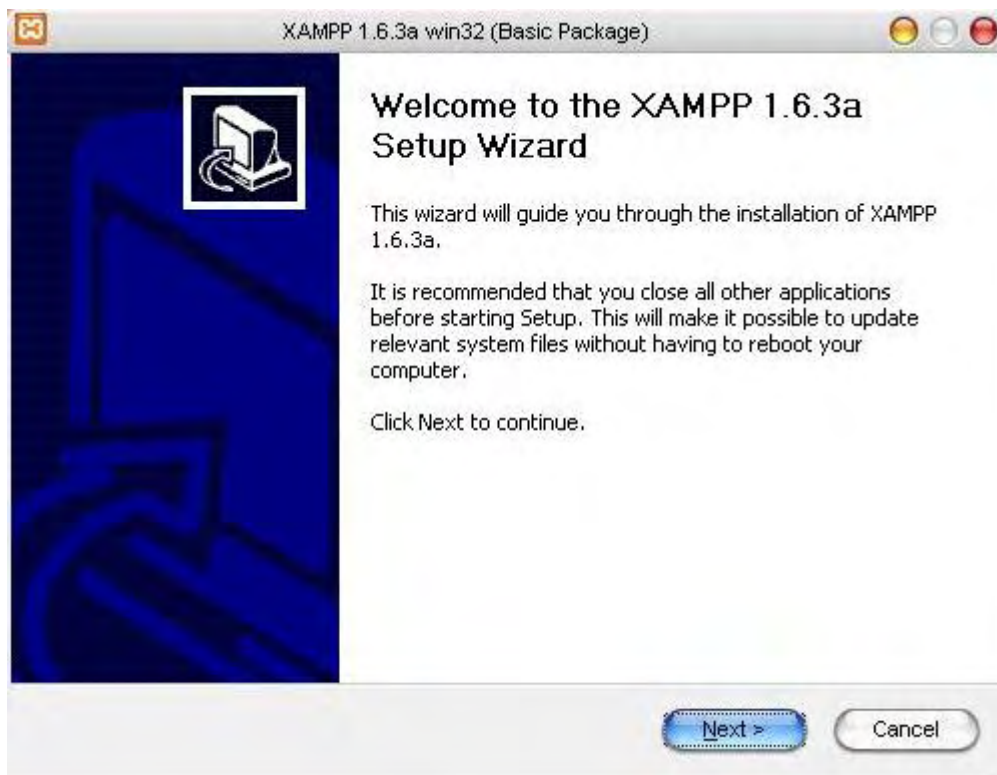 XAMPP 1.6.3a win32 (Basic Package)
Welcome to the XAMPP 1.6.3a
Setup Wizard
This wizard will guide you through the installation of XAMPP
1.6.3a.
It is recommended that you close all other applications
before starting Setup. This will make it possible to update
relevant system files without having to reboot your
computer.
Click Next to continue.
Next >
Cancel